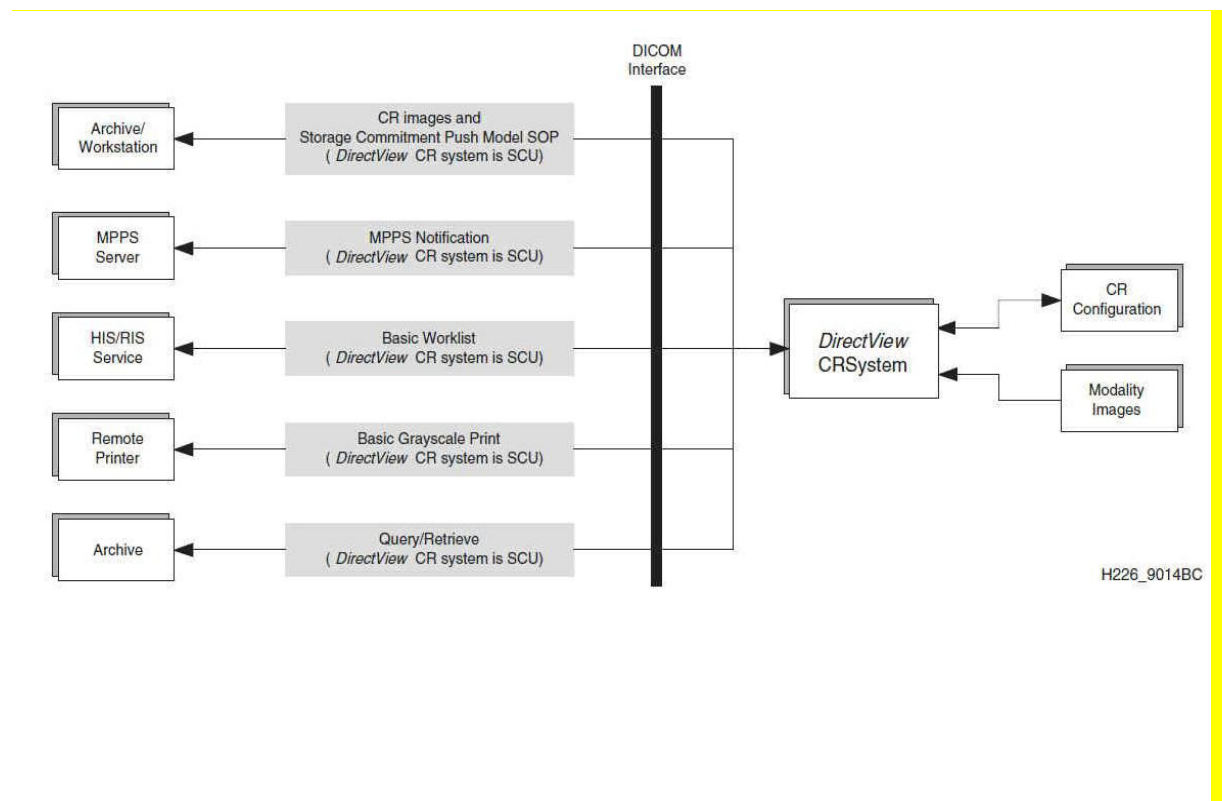 DICOM
Interface
Archive/
Workstation
CR images and
Storage Commitment Push Model SOP
( DirectView CR system is SCU)
MPPS
Server
MPPS Notification
( DirectView CR system is SCU)
HIS/RIS
Service
Basic Worklist
( DirectView CR system is SCU)
Remote
Printer
Basic Grayscale Print
( DirectView CR system is SCU)
Archive
Query/Retrieve
( DirectView CR system is SCU)
DirectView
CRSystem
CR
Configuration
Modality
Images
H226_9014BC